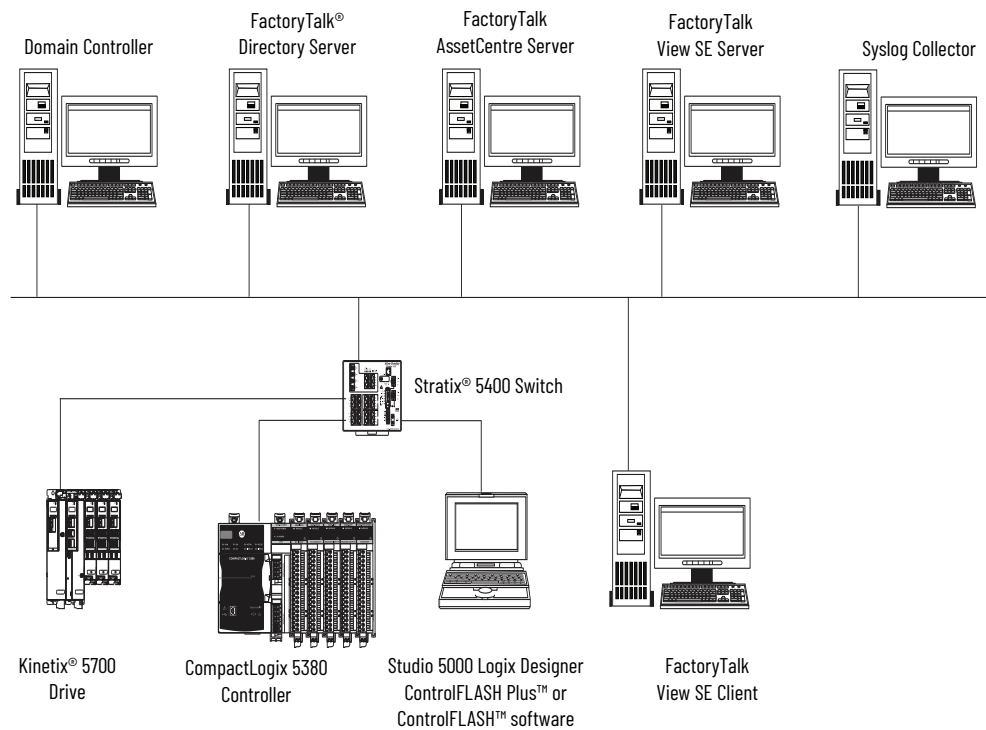 Domain Controller
FactoryTalk®
Directory Server
FactoryTalk
AssetCentre Server
FactoryTalk
View SE Server
Syslog Collector
Stratix® 5400 Switch
Kinetix® 5700
Drive
CompactLogix 5380
Controller
Studio 5000 Logix Designer
ControlFLASH Plus™ or
ControlFLASH™ software
FactoryTalk
View SE Client